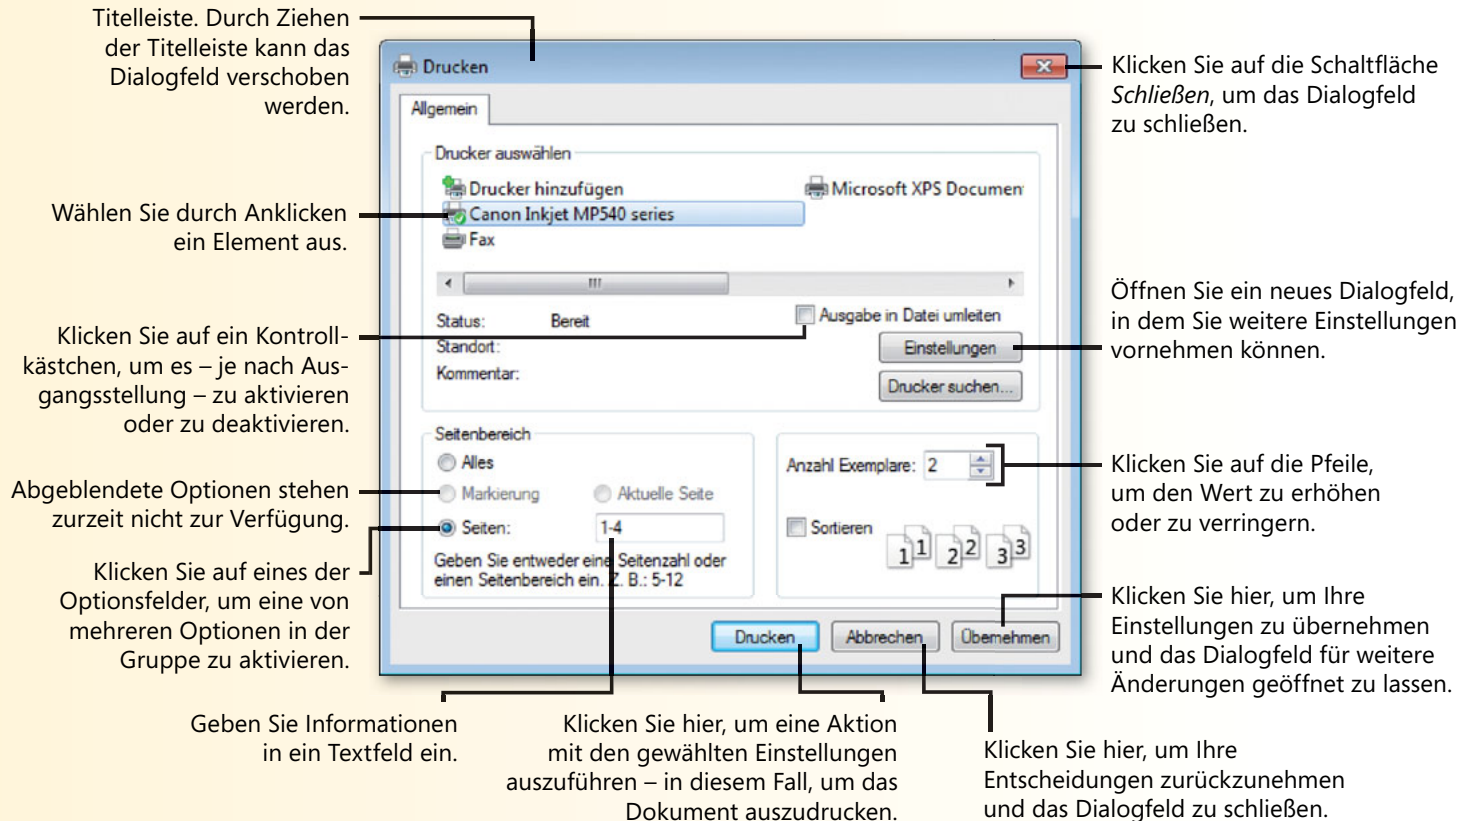 Titelleiste. Durch Ziehen
der Titelleiste kann das
Dialogfeld verschoben
werden.
Wählen Sie durch Anklicken
ein Element aus.
Klicken Sie auf ein Kontroll-
kästchen, um es – je nach Aus-
gangsstellung – zu aktivieren
oder zu deaktivieren.
Abgeblendete Optionen stehen
zurzeit nicht zur Verfügung.
Klicken Sie auf eines der
Optionsfelder, um eine von
mehreren Optionen in der
Gruppe zu aktivieren.
Drucken
Allgemein
Drucker auswählen
Drucker hinzufügen
Microsoft XPS Documen
Canon Inkjet MP540 series
Fax
Status: Bereit
Ausgabe in Datei umleiten
Standort:
Einstellungen
Kommentar:
Drucker suchen...
Seitenbereich
Alles
Markierung
Aktuelle Seite
Seiten:
1-4
Geben Sie entweder eine Seitenzahl oder
einen Seitenbereich ein. Z. B.: 5-12
Anzahl Exemplare: 2
Sortieren
1 1 2 2 3 3
Drucken
Abbrechen
Übernehmen
Klicken Sie auf die Schaltfläche
Schließen, um das Dialogfeld
zu schließen.
Öffnen Sie ein neues Dialogfeld,
in dem Sie weitere Einstellungen
vornehmen können.
Klicken Sie auf die Pfeile,
um den Wert zu erhöhen
oder zu verringern.
Klicken Sie hier, um Ihre
Einstellungen zu übernehmen
und das Dialogfeld für weitere
Änderungen geöffnet zu lassen.
Geben Sie Informationen
in ein Textfeld ein.
Klicken Sie hier, um eine Aktion
mit den gewählten Einstellungen
auszuführen – in diesem Fall, um das
Dokument auszudrucken.
Klicken Sie hier, um Ihre
Entscheidungen zurückzunehmen
und das Dialogfeld zu schließen.